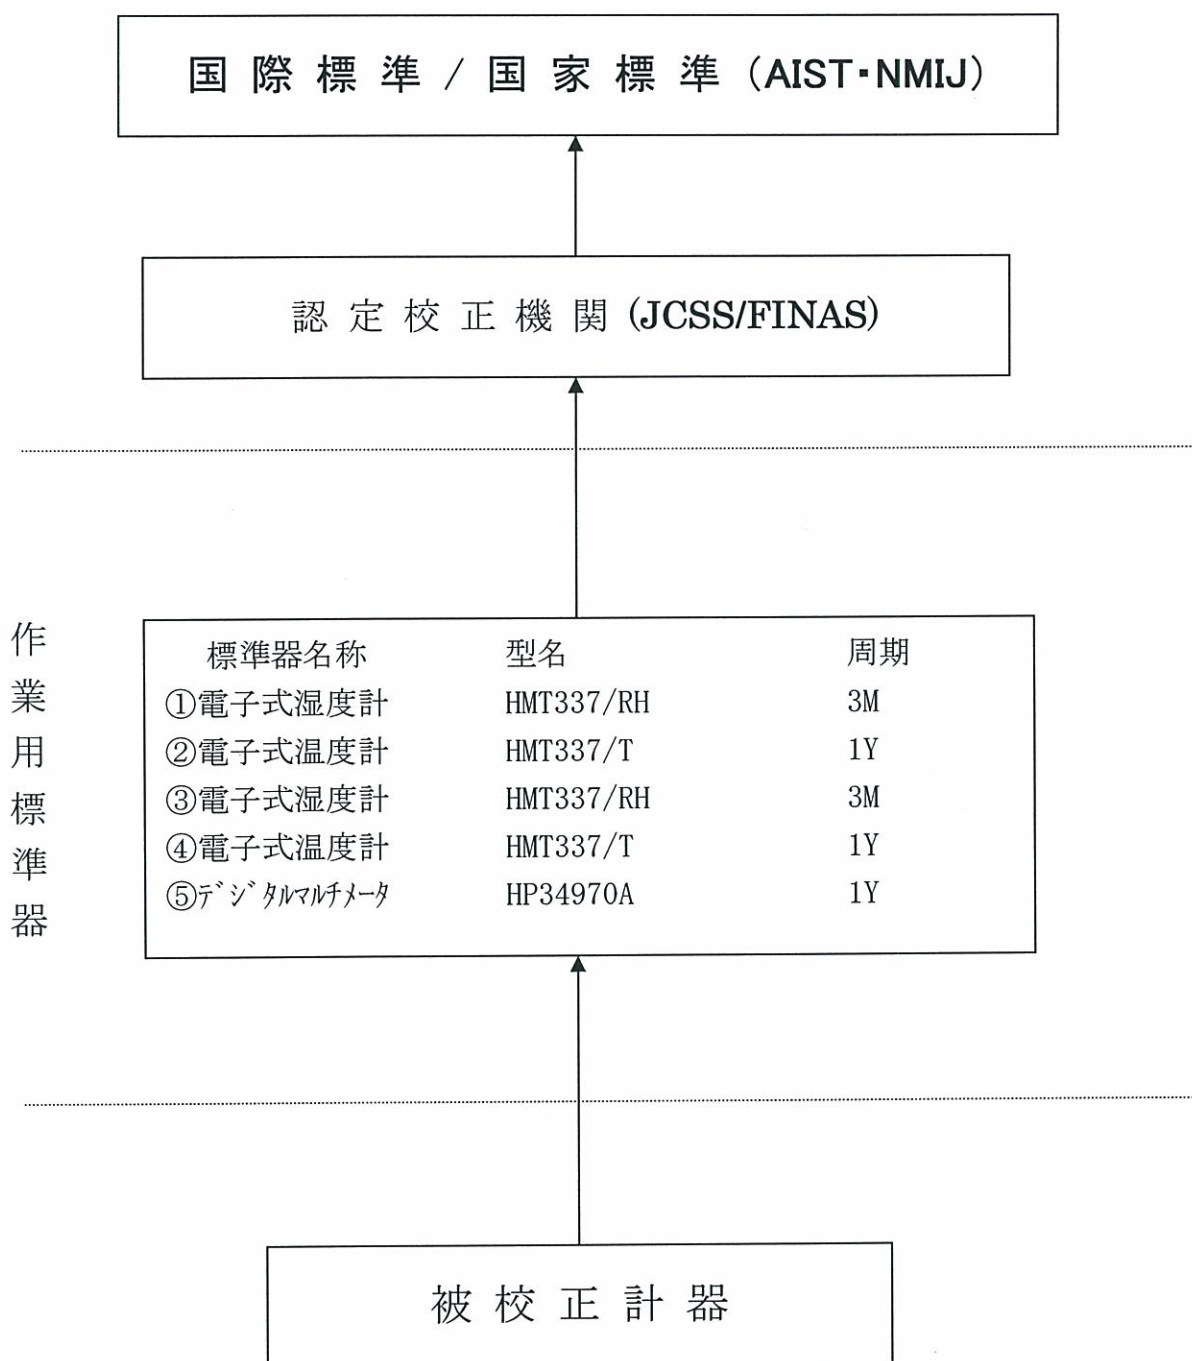 国際標準/国家標準(AIST・NMIJ)
認定校正機関(JCSS/FINAS)
作業用標準器
標準器名称 型名 周期
①電子式湿度計 HMT337/RH 3M
②電子式温度計 HMT337/T 1Y
③電子式湿度計 HMT337/RH 3M
④電子式温度計 HMT337/T 1Y
⑤デジタルマルチメータ HP34970A 1Y
被校正計器